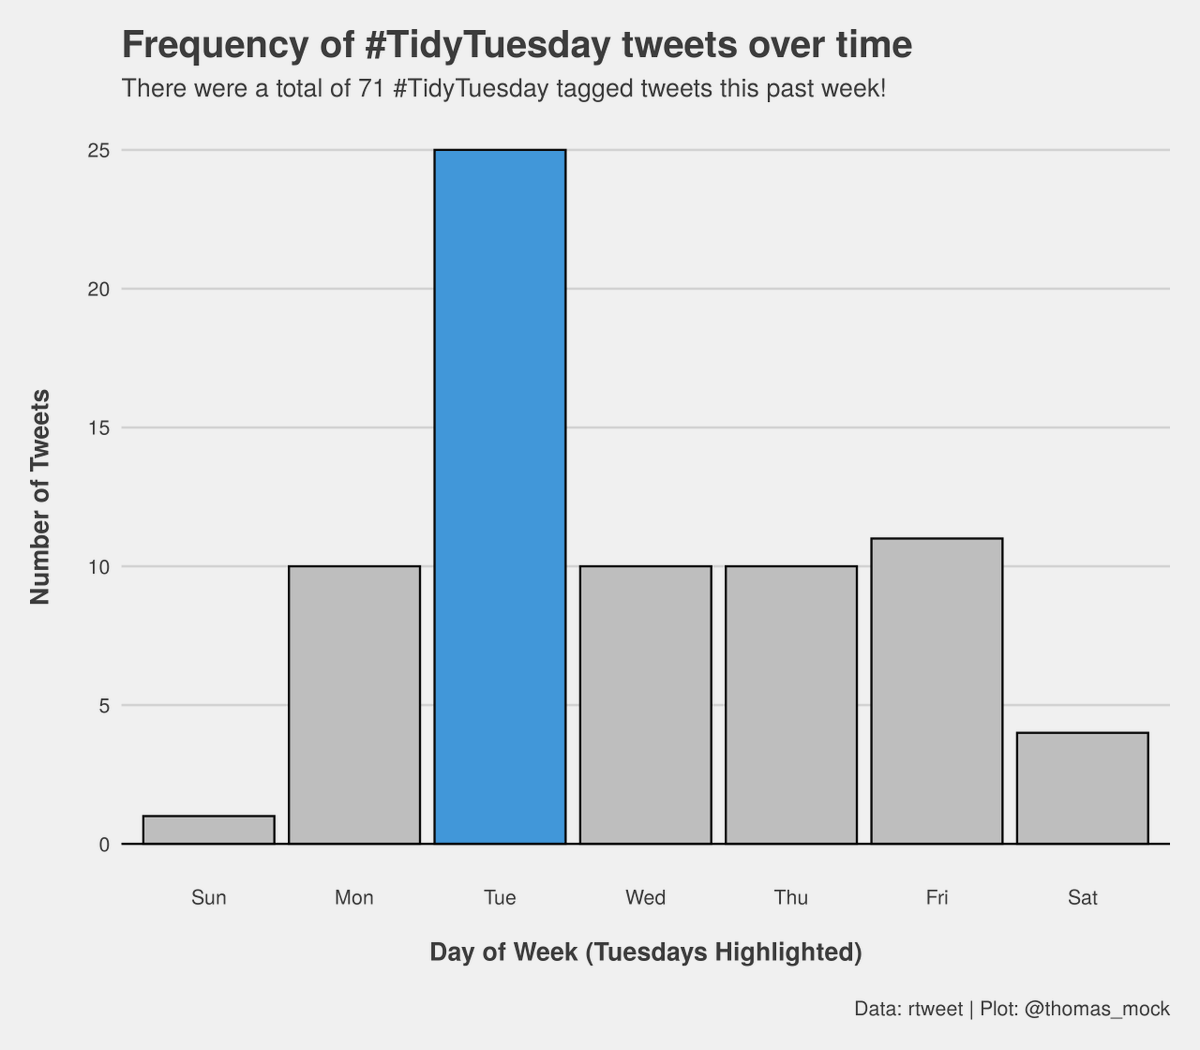 Frequency of #TidyTuesday tweets over time
There were a total of 71 #TidyTuesday tagged tweets this past week!
25
20
15
10
5
0
Number of Tweets
Sun Mon Tue Wed Thu Fri Sat
Day of Week (Tuesdays Highlighted)
Data: rtweet | Plot: @thomas_mock